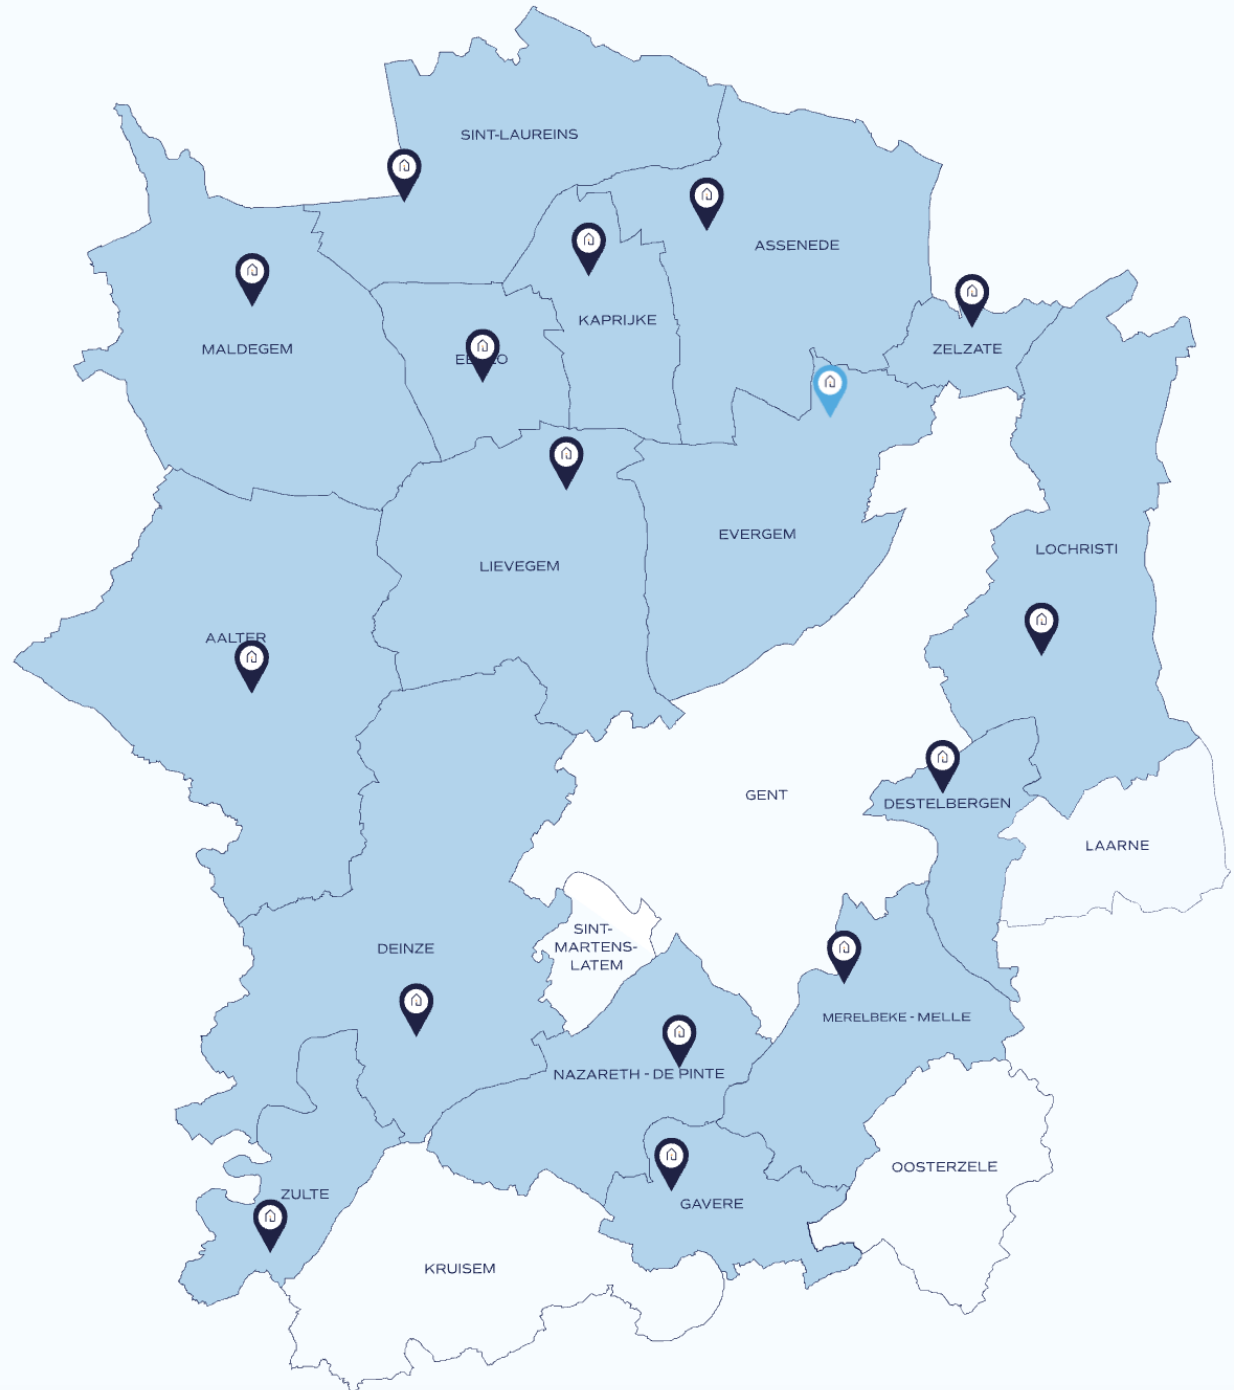 SINT-LAUREINS
ASSENEDE
KAPRIJKE
MALDEGEM
ZELZATE
EVERGEM
LOCHRISTI
LIEVEGEM
AALTER
GENT
DESTELBERGEN
LAARNE
SINT-
MARTENS-
LATEM
DEINZE
MERELBEKE - MELLE
NAZARETH - DE PINTE
OOSTERZELE
ZULTE
GAVERE
KRUISEM